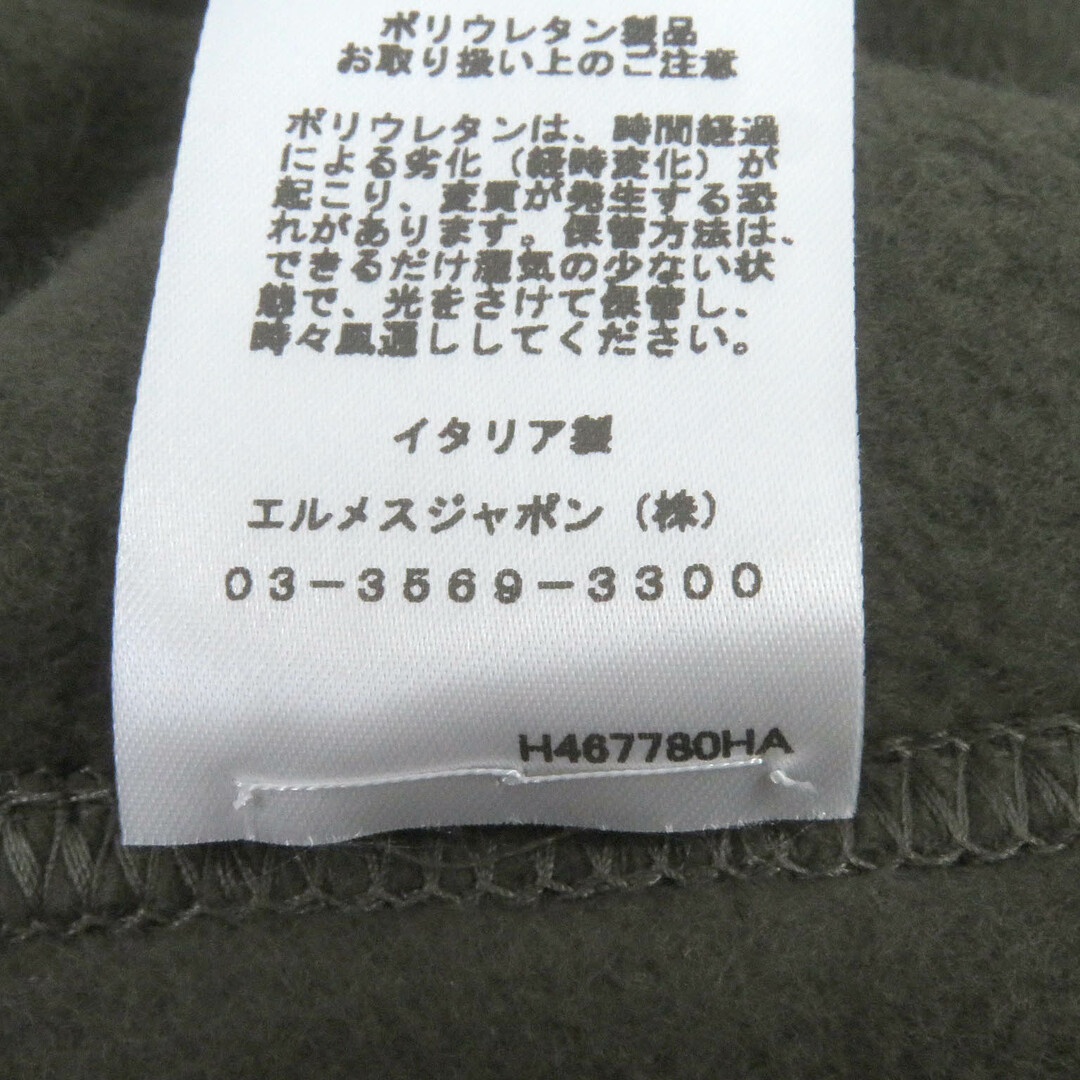 ポリウレタン製品
お取り扱い上のご注意
ポリウレタンは、時間経過
による劣化（経時変化）が
起こり、変質が発生する恐
れがあります。保管方法は、
できるだけ湿気の少ない状
態で、光をさけて保管し、
時々風通ししてください。
イタリア製
エルメスジャポン（株）
03-3569-3300
H467780HA